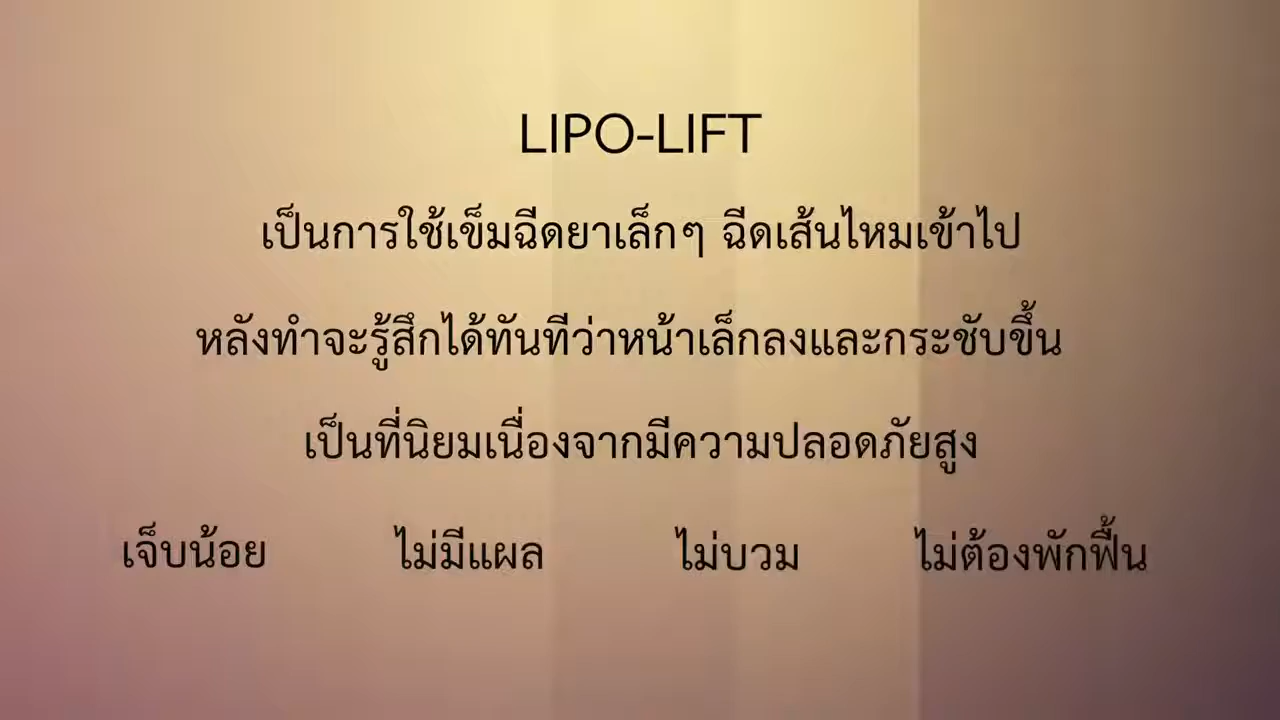 LIPO-LIFT
เป็นการใช้เข็มฉีดยาเล็กๆ ฉีดเส้นไหมเข้าไป
หลังทำจะรู้สึกได้ทันทีว่าหน้าเล็กลงและกระชับขึ้น
เป็นที่นิยมเนื่องจากมีความปลอดภัยสูง
เจ็บน้อย ไม่มีแผล ไม่บวม ไม่ต้องพักฟื้น